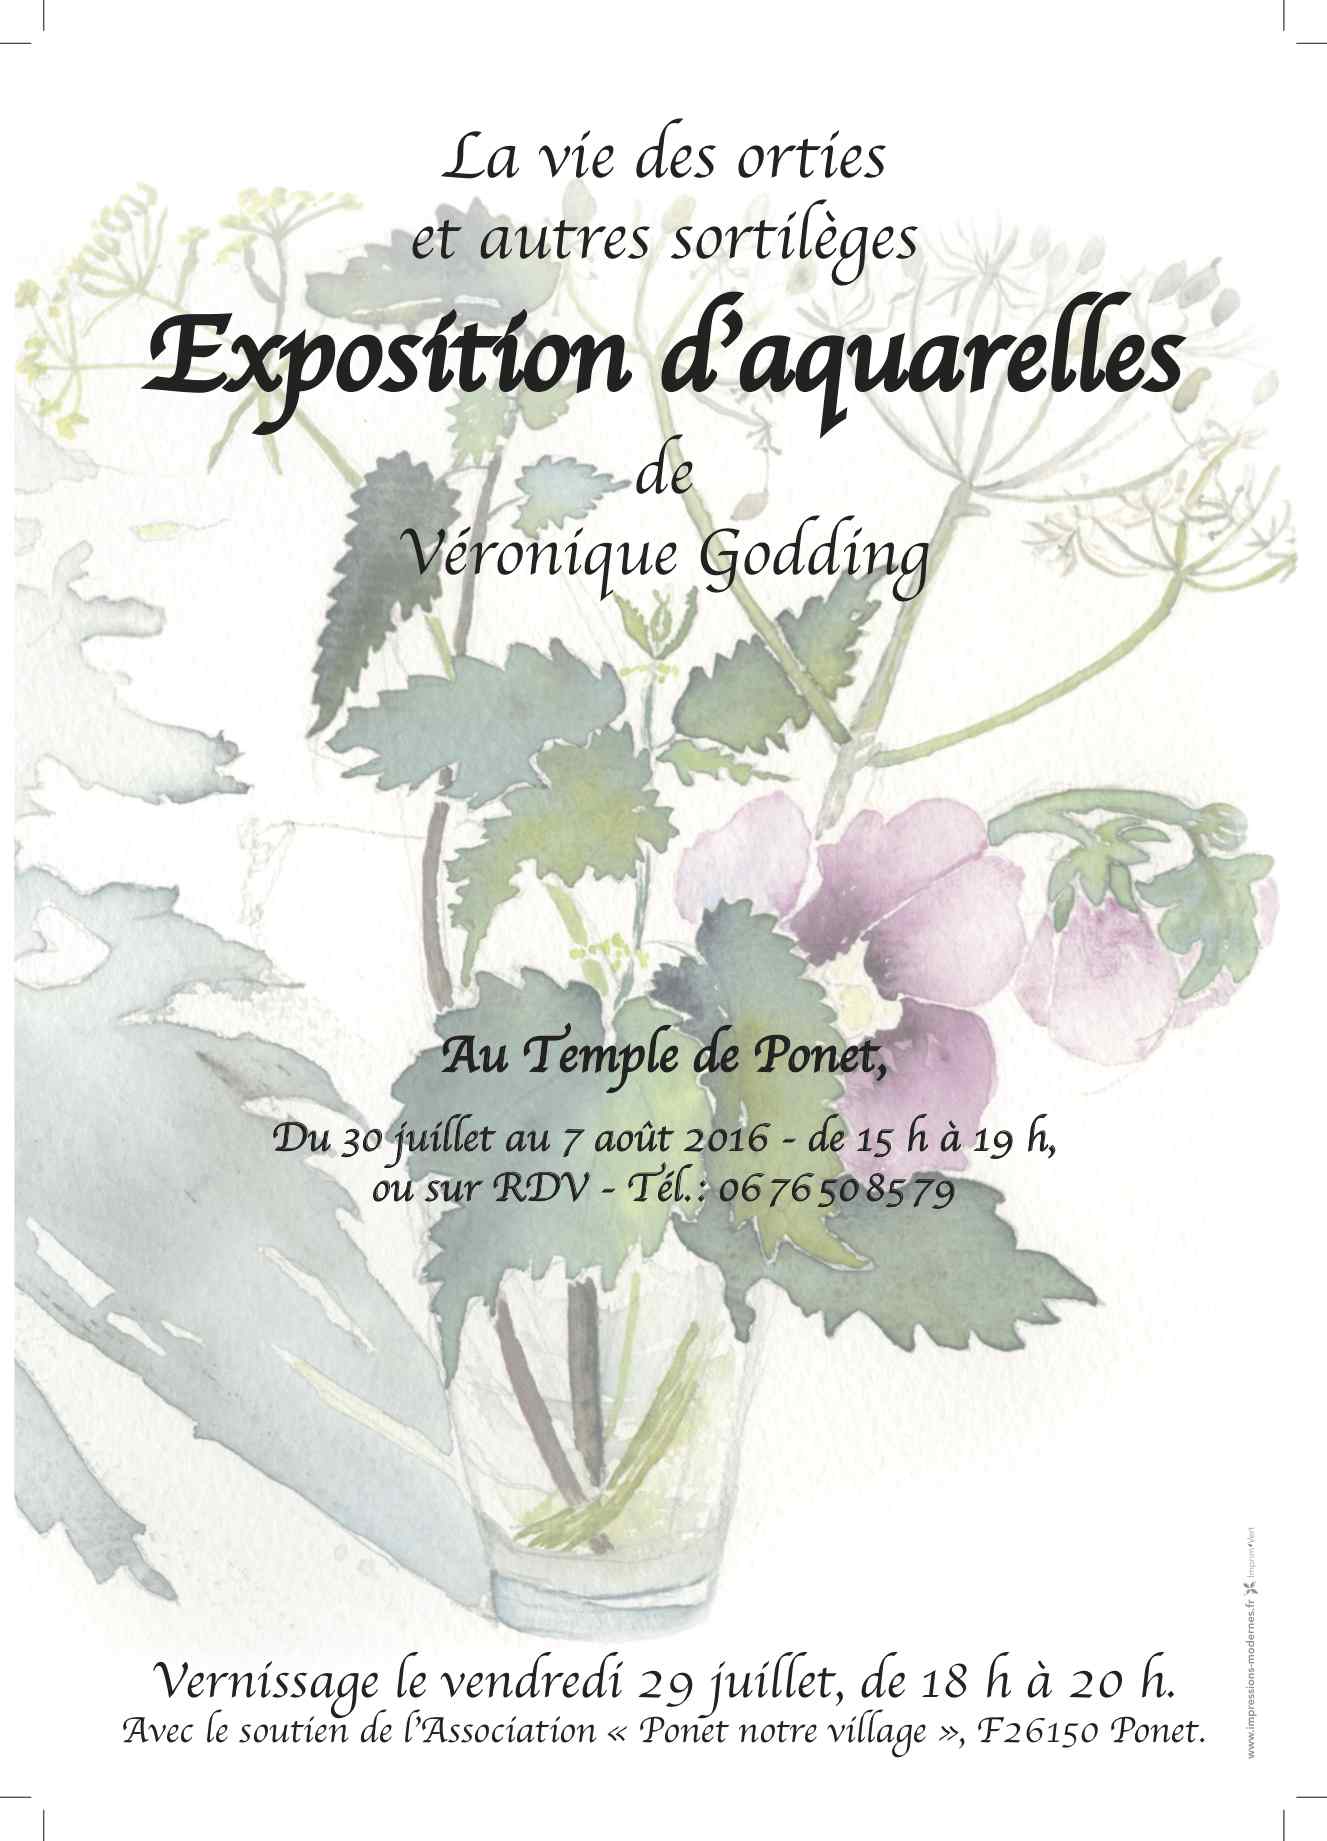 La vie des orties
et autres sortilèges
Exposition d'aquarelles
de
Véronique Godding
Au Temple de Ponet,
Du 30 juillet au 7 août 2016 - de 15 h à 19 h,
ou sur RDV - Tél. : 06 76 50 85 79
Vernissage le vendredi 29 juillet, de 18 h à 20 h.
Avec le soutien de l'Association « Ponet notre village », F26150 Ponet.
www.impressions-modernes.fr Imprim'Vert